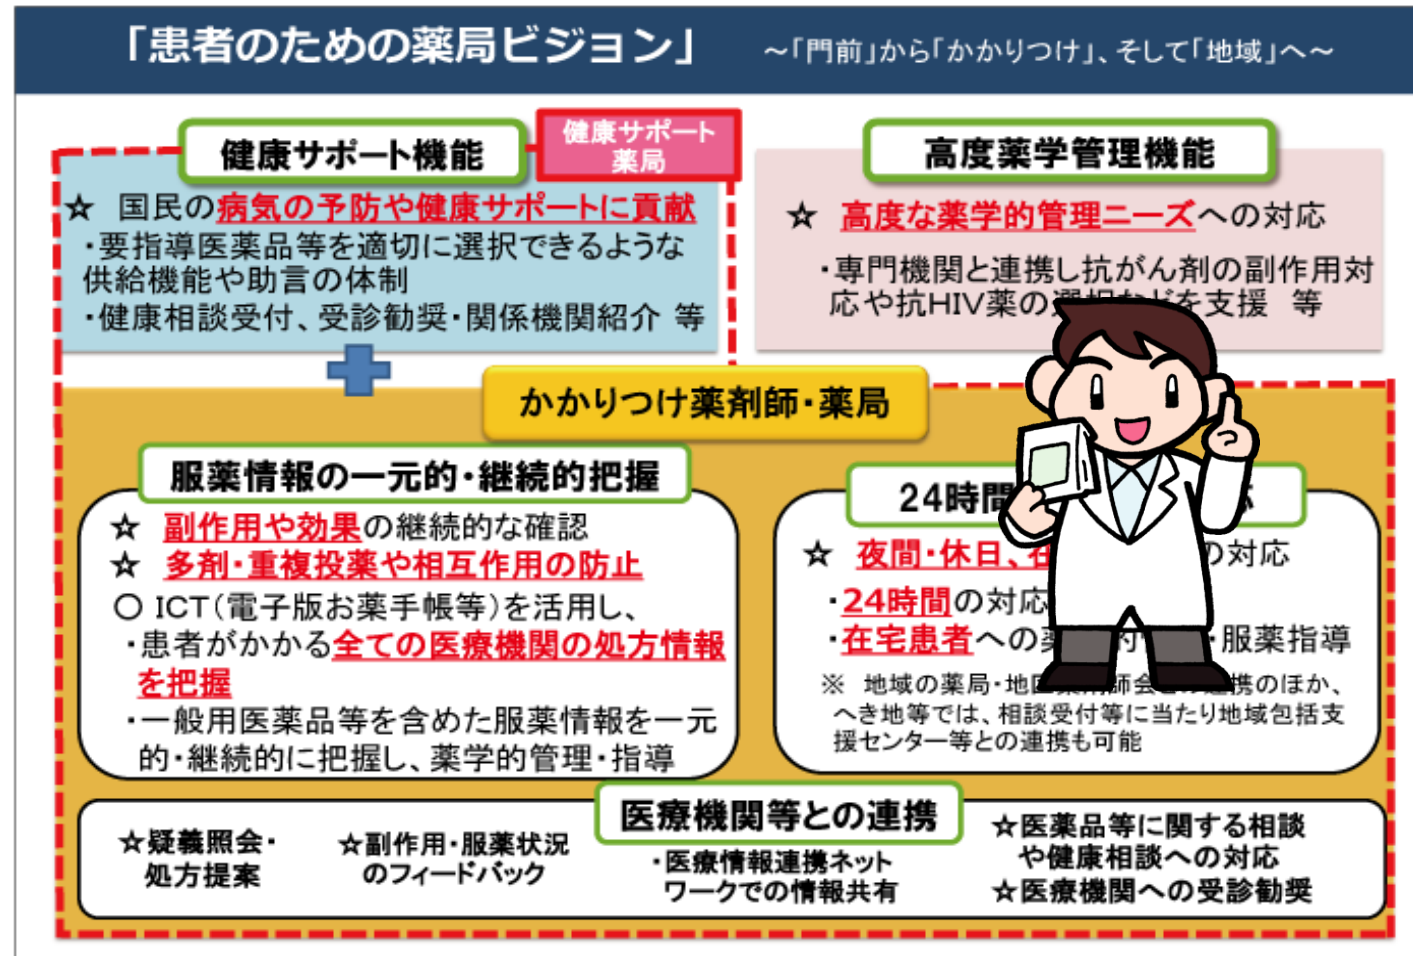 「患者のための薬局ビジョン」 ～「門前」から「かかりつけ」、そして「地域」へ～
健康サポート機能
健康サポート
薬局
☆ 国民の病気の予防や健康サポートに貢献
・要指導医薬品等を適切に選択できるような
供給機能や助言の体制
・健康相談受付、受診勧奨・関係機関紹介 等
高度薬学管理機能
☆ 高度な薬学的管理ニーズへの対応
・専門機関と連携し抗がん剤の副作用対
応や抗HIV薬の選択などを支援 等
かかりつけ薬剤師・薬局
服薬情報の一元的・継続的把握
☆ 副作用や効果の継続的な確認
☆ 多剤・重複投薬や相互作用の防止
○ ICT(電子版お薬手帳等)を活用し、
・患者がかかる全ての医療機関の処方情報
を把握
・一般用医薬品等を含めた服薬情報を一元
的・継続的に把握し、薬学的管理・指導
24時間
☆ 夜間・休日、在 の対応
・24時間の対応
・在宅患者への薬 ・服薬指導
※ 地域の薬局・地区薬剤師会との連携のほか、
へき地等では、相談受付等に当たり地域包括支
援センター等との連携も可能
医療機関等との連携
☆疑義照会・
処方提案
☆副作用・服薬状況
のフィードバック
・医療情報連携ネット
ワークでの情報共有
☆医薬品等に関する相談
や健康相談への対応
☆医療機関への受診勧奨